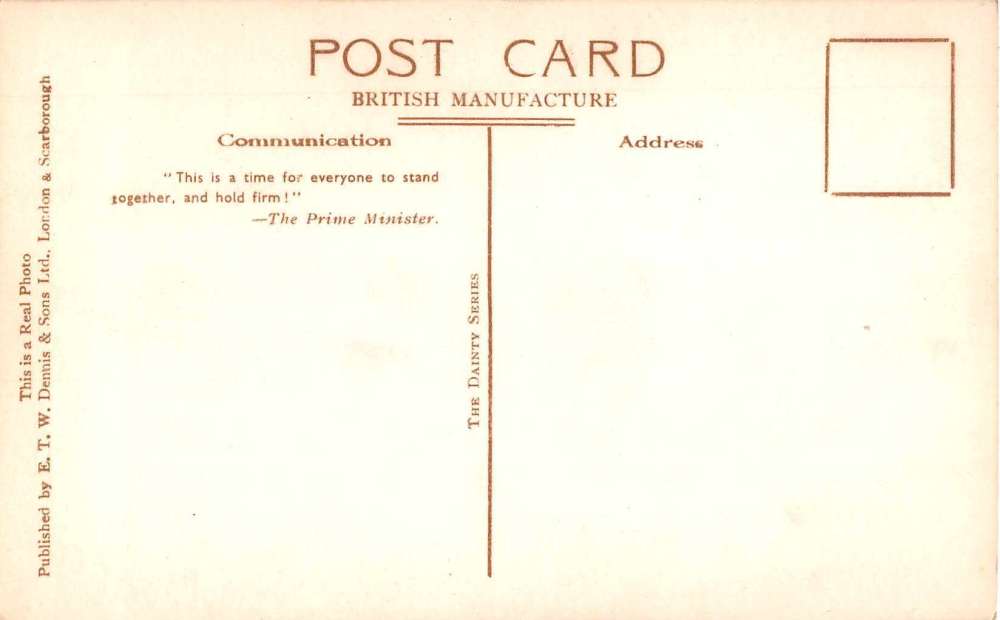 POST CARD
BRITISH MANUFACTURE
Communication
Address
"This is a time for everyone to stand
together, and hold firm!"
—The Prime Minister.
THE DAINTY SERIES
This is a Real Photo
Published by E. T. W. Dennis & Sons Ltd., London & Scarborough